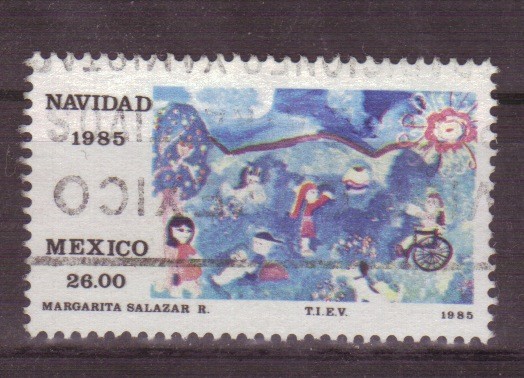 NAVIDAD
1985
MEXICO
26.00
MARGARITA SALAZAR R. T.I.E.V. 1985